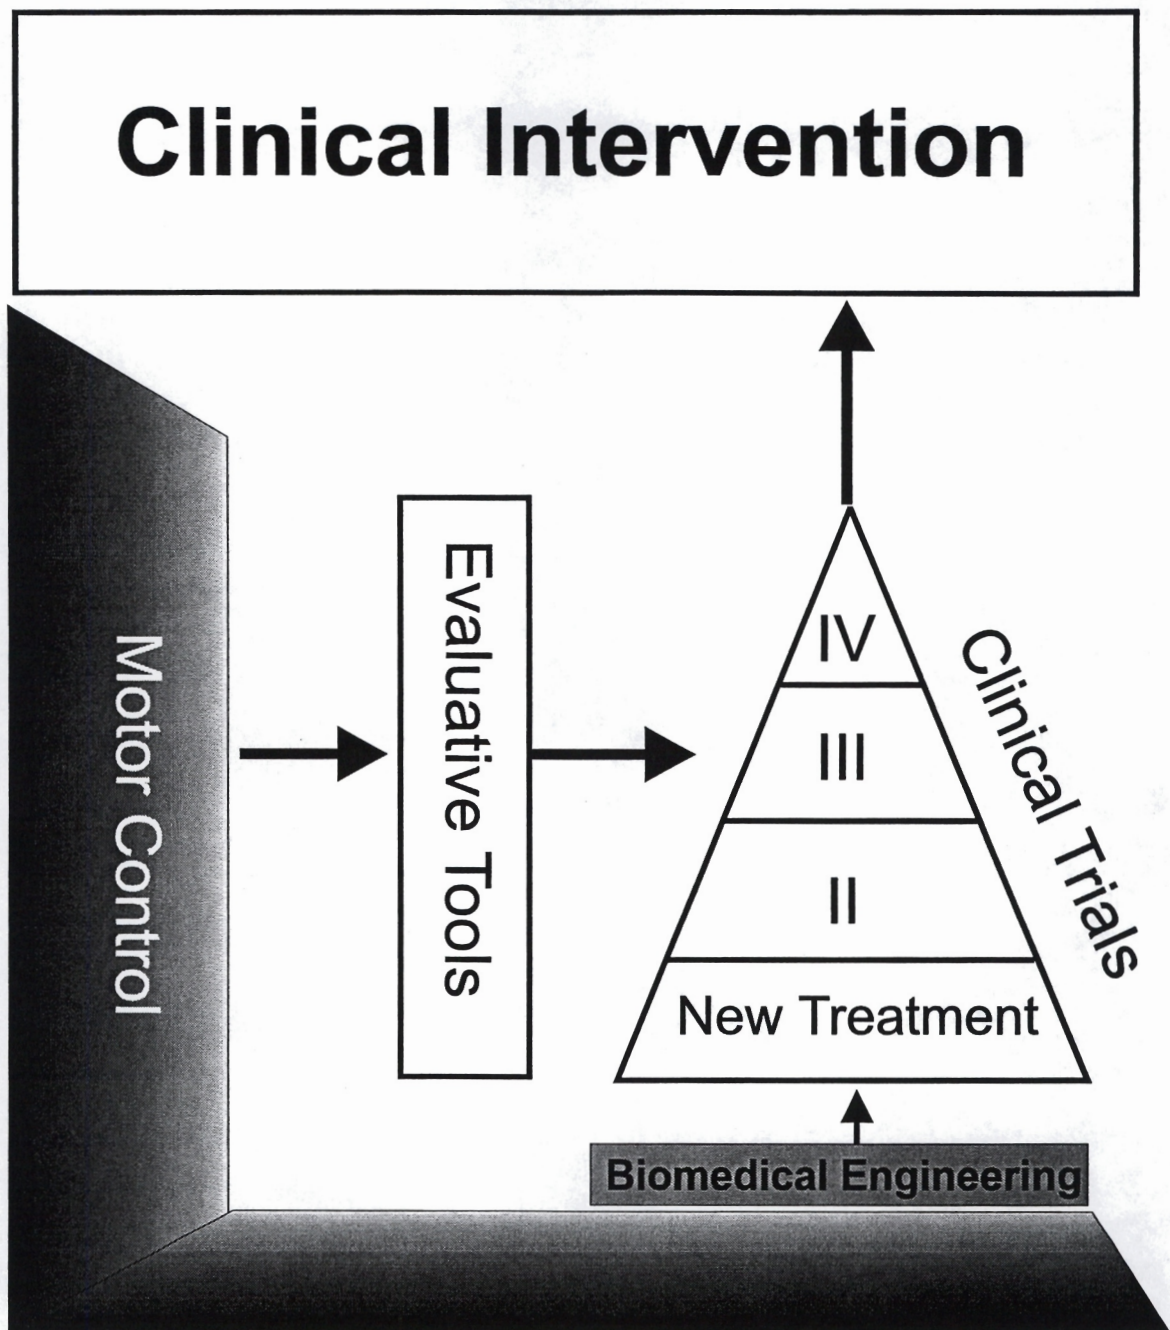 Clinical Intervention
Motor Control
Evaluative Tools
IV
III
II
New Treatment
Clinical Trials
Biomedical Engineering